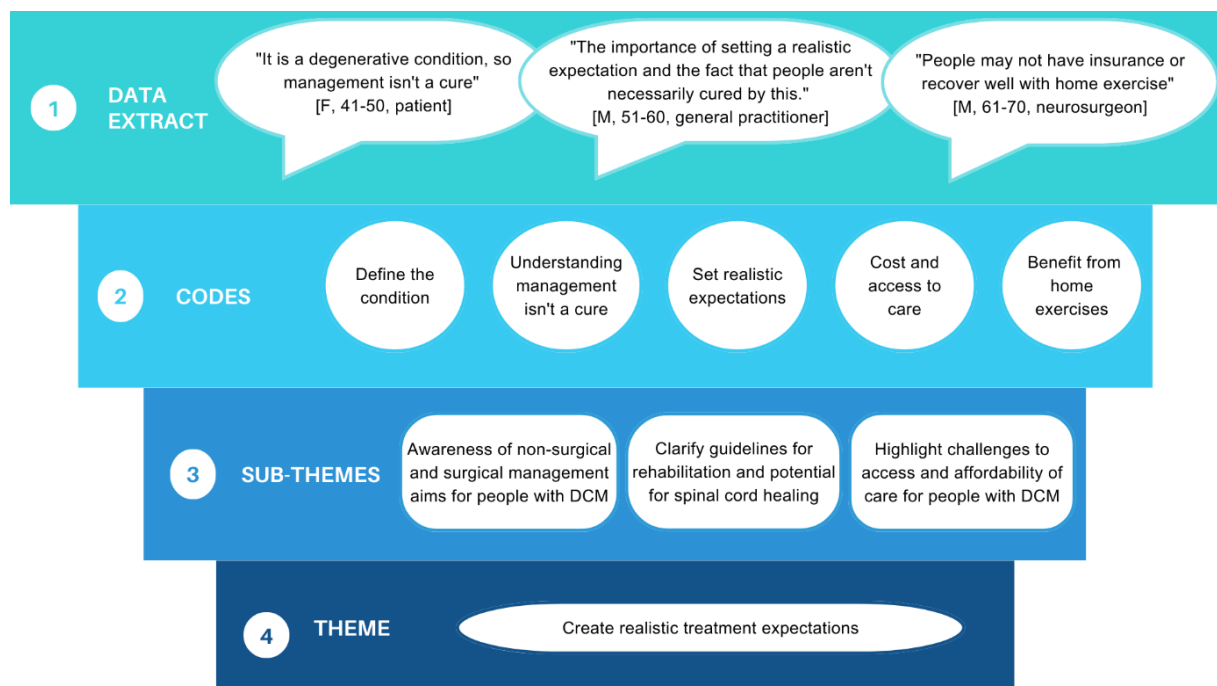 1
DATA
EXTRACT
"It is a degenerative condition, so
management isn't a cure"
[F, 41-50, patient]
"The importance of setting a realistic
expectation and the fact that people aren't
necessarily cured by this."
[M, 51-60, general practitioner]
"People may not have insurance or
recover well with home exercise"
[M, 61-70, neurosurgeon]
2
CODES
Define the
condition
Understanding
management
isn't a cure
Set realistic
expectations
Cost and
access to
care
Benefit from
home
exercises
3
SUB-THEMES
Awareness of non-surgical
and surgical management
aims for people with DCM
Clarify guidelines for
rehabilitation and potential
for spinal cord healing
Highlight challenges to
access and affordability of
care for people with DCM
4
THEME
Create realistic treatment expectations